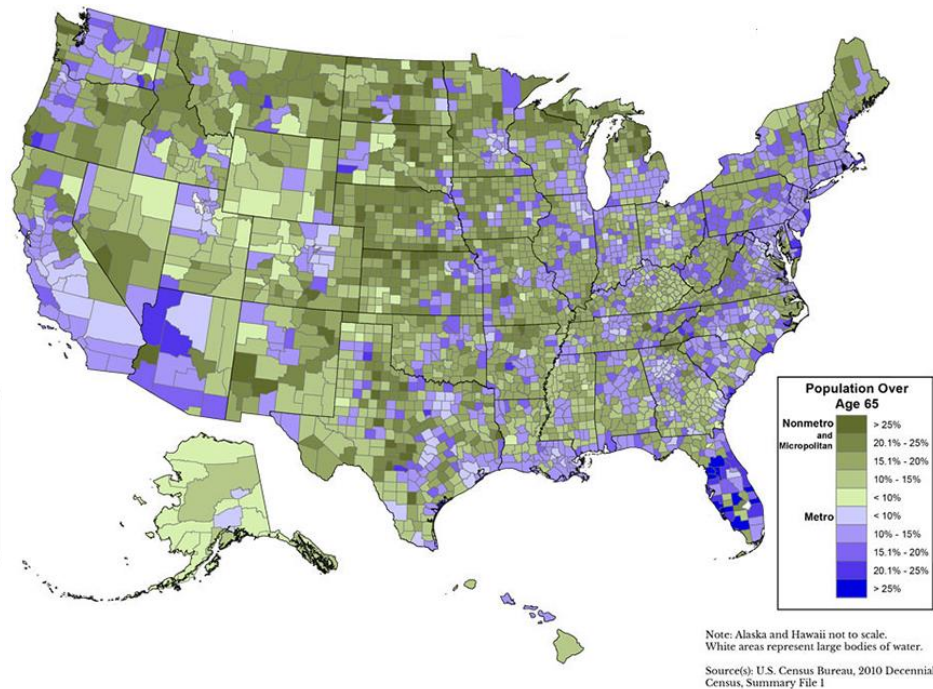 Population Over
Age 65
Nonmetro
and
Micropolitan
> 25%
20.1% - 25%
15.1% - 20%
10% - 15%
< 10%
Metro
< 10%
10% - 15%
15.1% - 20%
20.1% - 25%
> 25%
Note: Alaska and Hawaii not to scale.
White areas represent large bodies of water.
Source(s): U.S. Census Bureau, 2010 Decennial
Census, Summary File 1